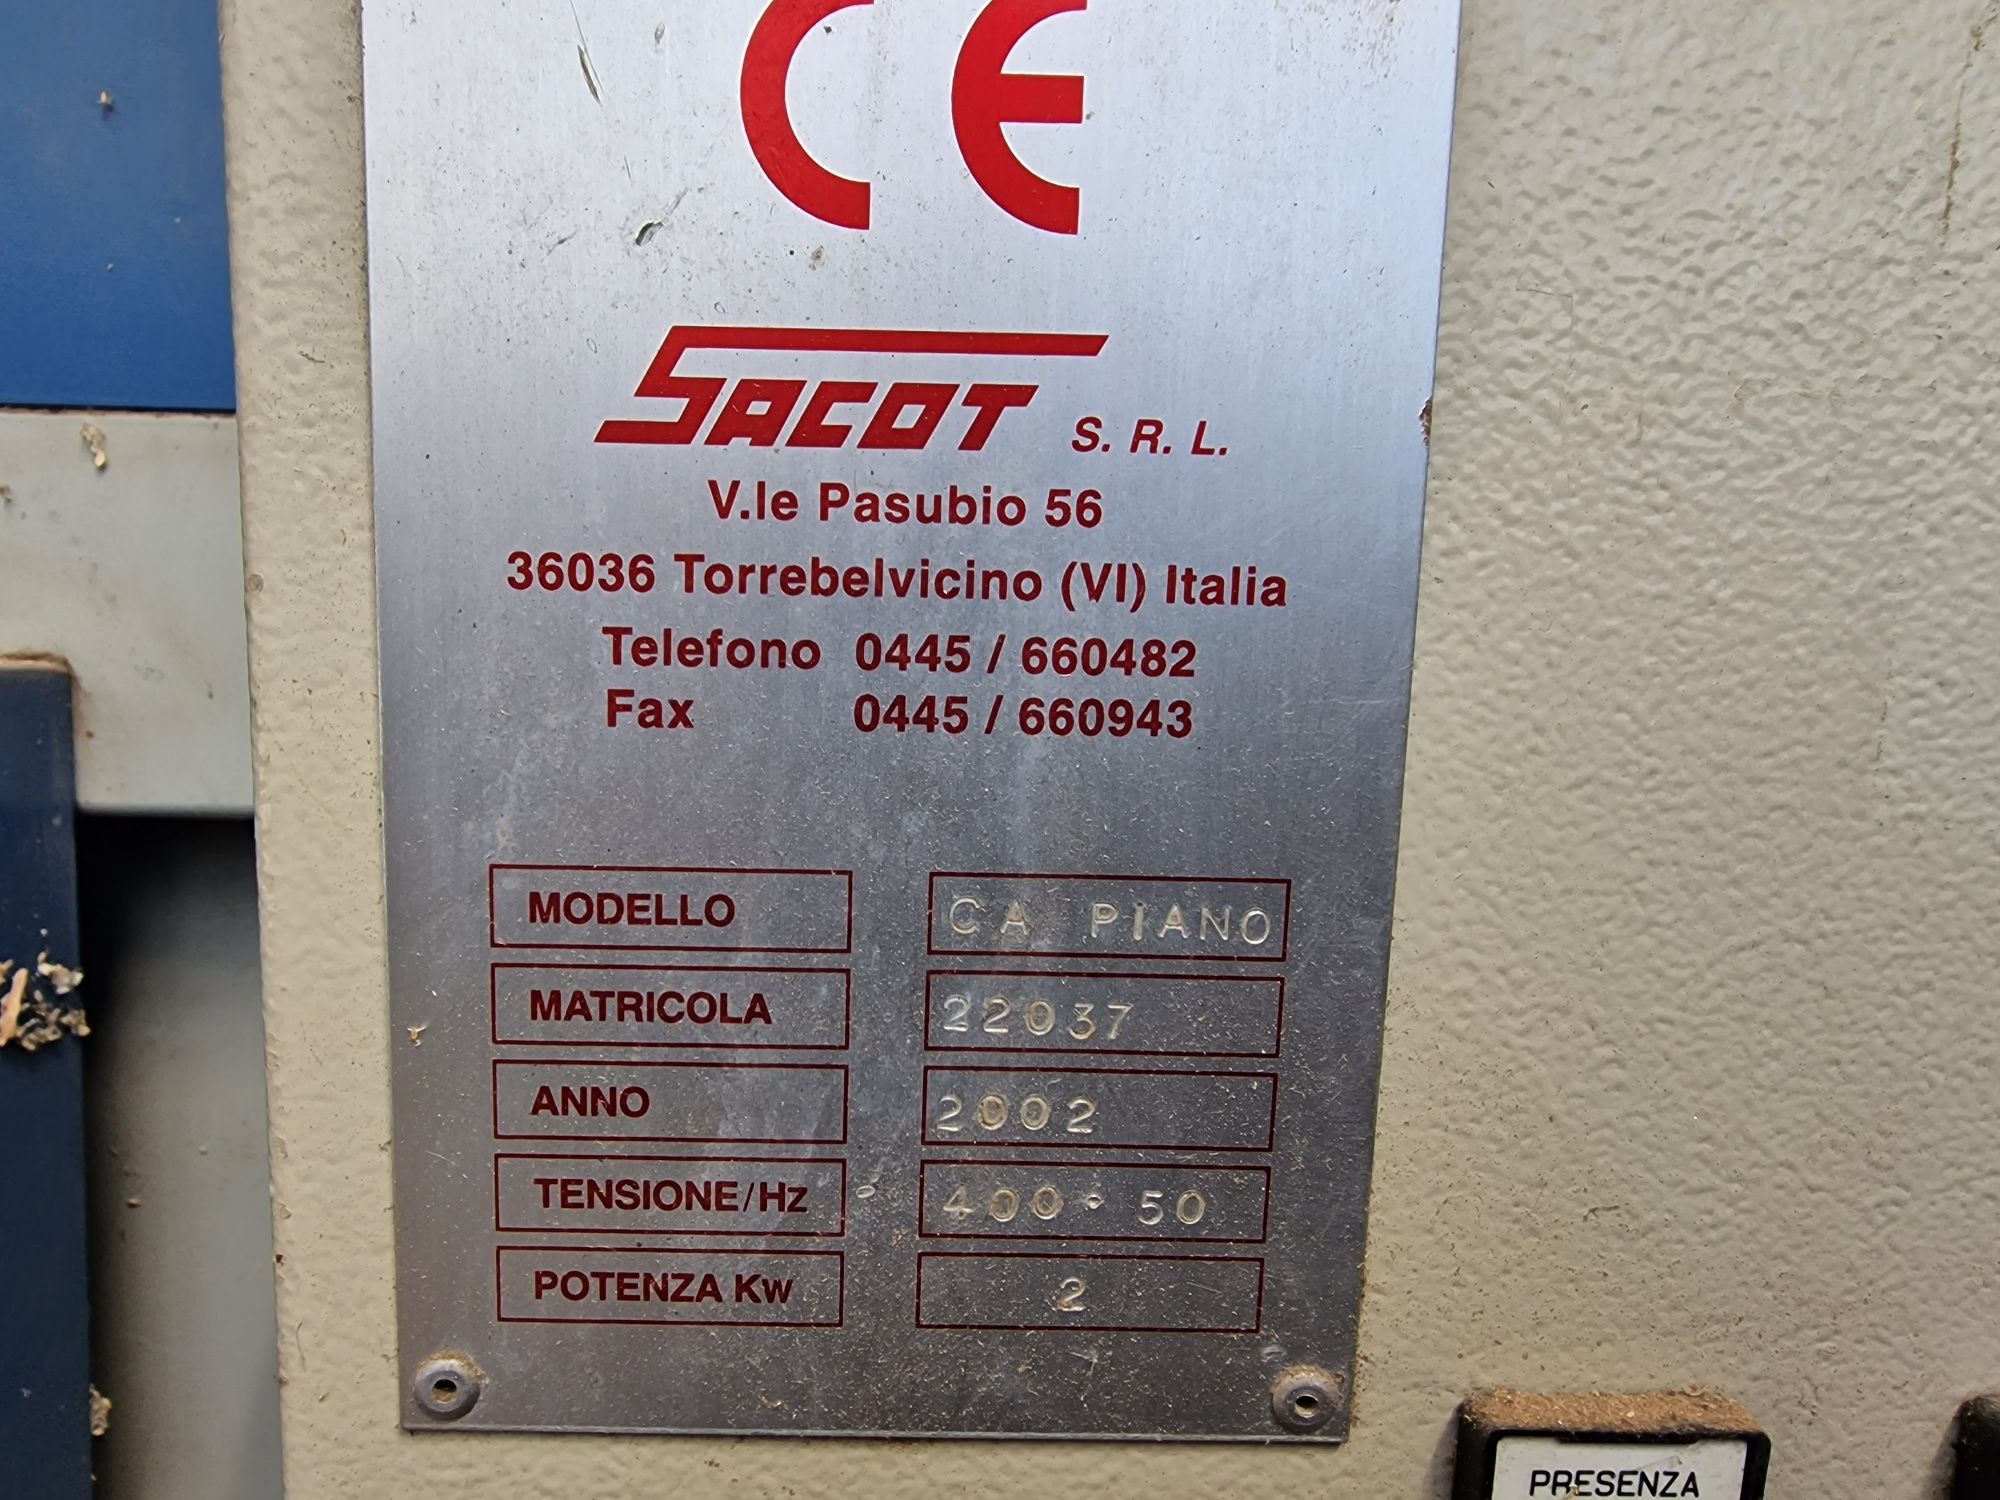 CE
SACOT S. R. L.
V.le Pasubio 56
36036 Torrebelvicino (VI) Italia
Telefono 0445 / 660482
Fax 0445 / 660943
MODELLO CA PIANO
MATRICOLA 22037
ANNO 2002
TENSIONE/Hz 400 · 50
POTENZA Kw 2
PRESENZA